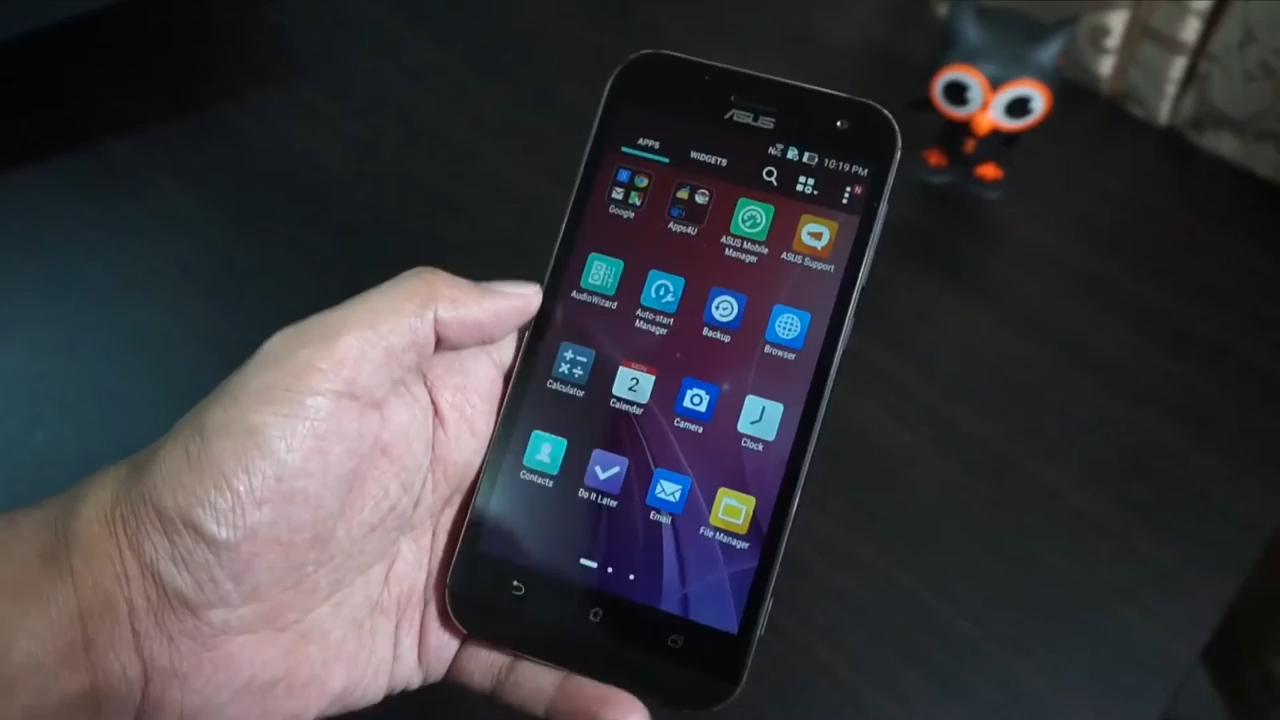 ASUS
10:19 PM
APPS
WIDGETS
Google
Apps4U
ASUS Mobile
Manager
ASUS Support
AudioWizard
Auto-start
Manager
Backup
Browser
Calculator
MON
2
Calendar
Camera
Clock
Contacts
Do It Later
Email
File Manager